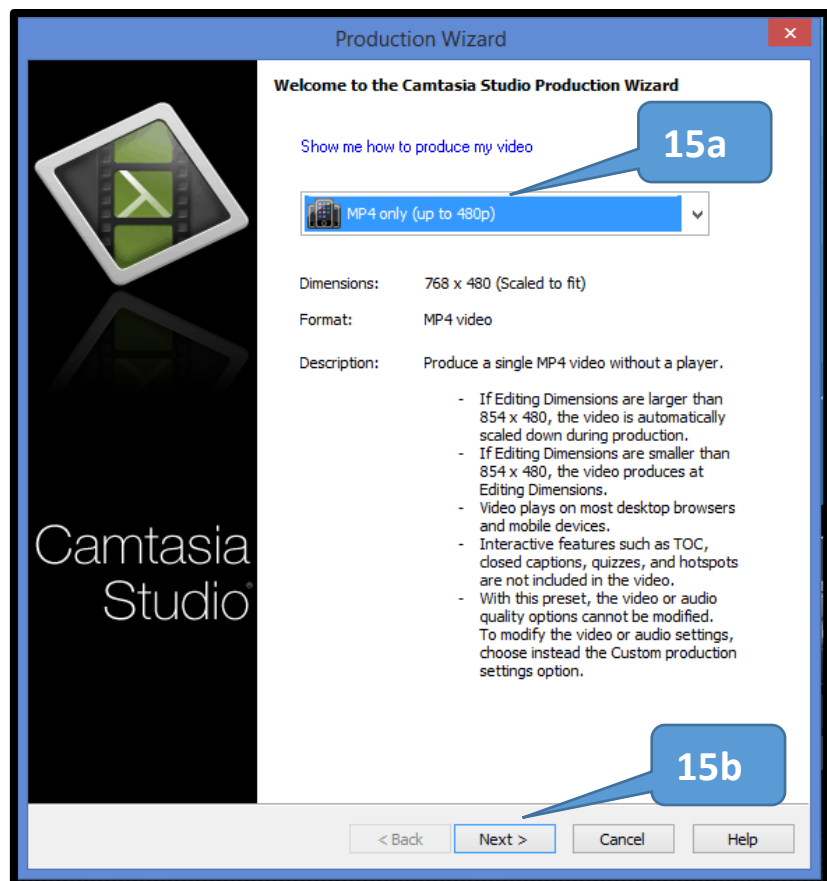 Production Wizard
Welcome to the Camtasia Studio Production Wizard
Show me how to produce my video
15a
MP4 only (up to 480p)
Dimensions: 768 x 480 (Scaled to fit)
Format: MP4 video
Description: Produce a single MP4 video without a player.
- If Editing Dimensions are larger than
854 x 480, the video is automatically
scaled down during production.
- If Editing Dimensions are smaller than
854 x 480, the video produces at
Editing Dimensions.
- Video plays on most desktop browsers
and mobile devices.
- Interactive features such as TOC,
closed captions, quizzes, and hotspots
are not included in the video.
- With this preset, the video or audio
quality options cannot be modified.
To modify the video or audio settings,
choose instead the Custom production
settings option.
Camtasia
Studio
15b
< Back Next > Cancel Help